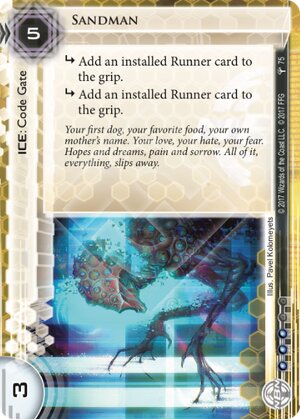 SANDMAN
5
ICE: Code Gate
↳ Add an installed Runner card to
the grip.
↳ Add an installed Runner card to
the grip.
Your first dog, your favorite food, your own
mother's name. Your love, your hate, your fear.
Hopes and dreams, pain and sorrow. All of it,
everything, slips away.
75
© 2017 Wizards of the Coast LLC. © 2017 FFG
Illus. Pavel Kolomeyets
3